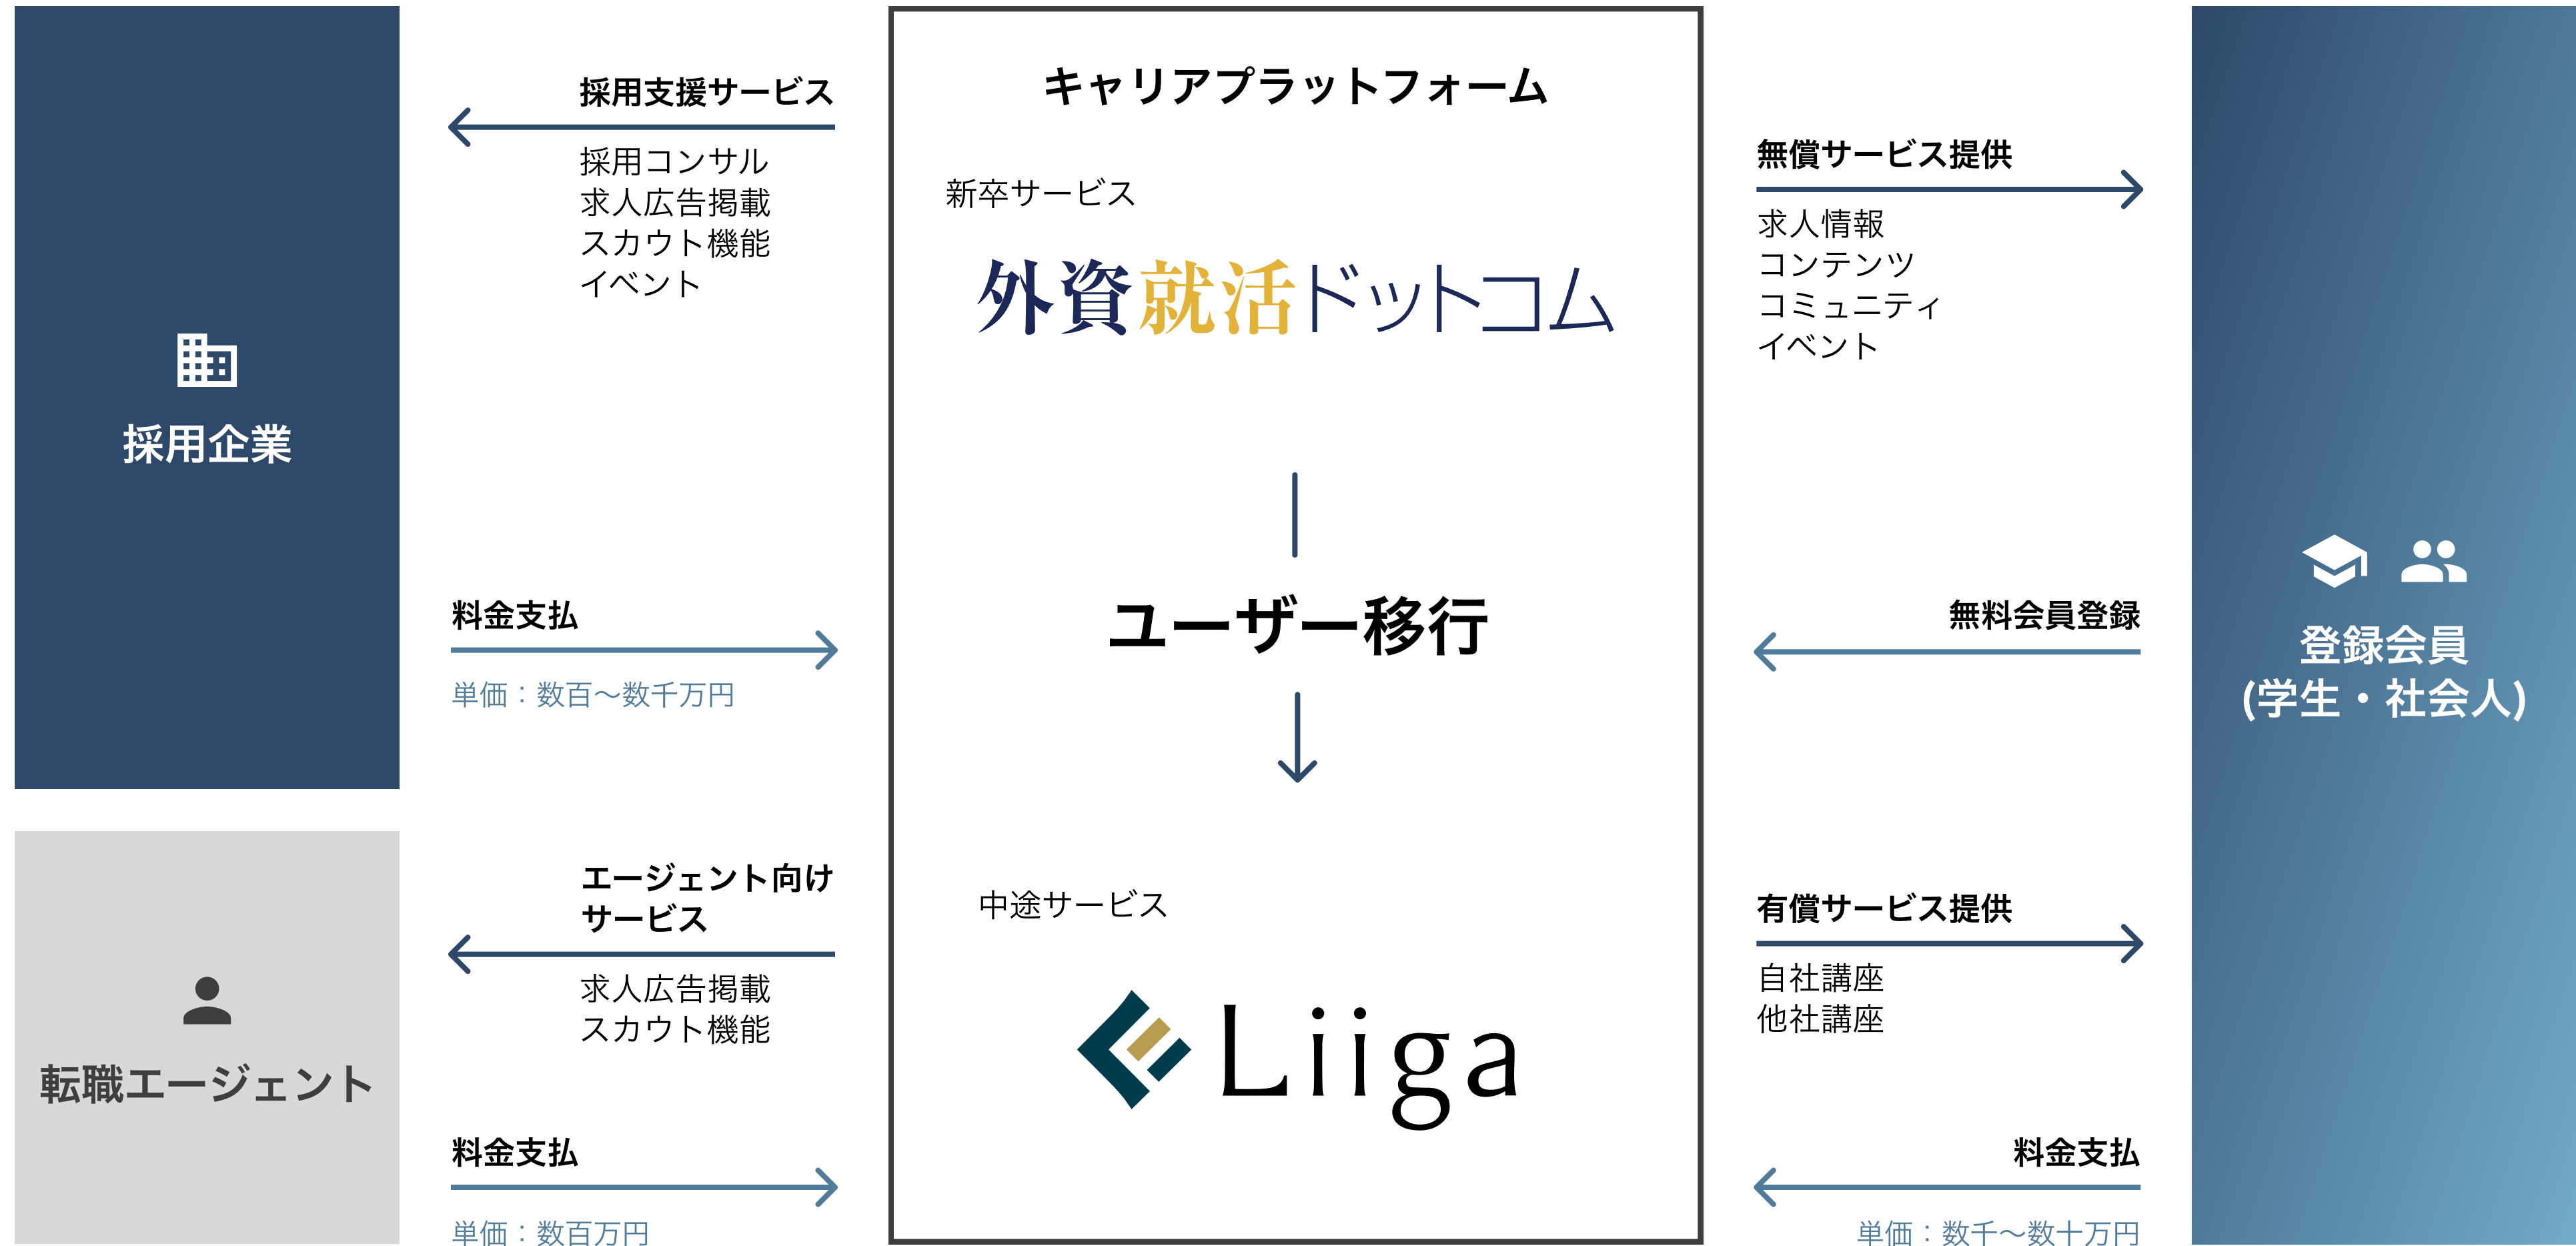 採用企業
転職エージェント
採用支援サービス
採用コンサル
求人広告掲載
スカウト機能
イベント
料金支払
単価：数百〜数千万円
エージェント向け
サービス
求人広告掲載
スカウト機能
料金支払
単価：数百万円
キャリアプラットフォーム
新卒サービス
外資就活ドットコム
ユーザー移行
中途サービス
Liiga
無償サービス提供
求人情報
コンテンツ
コミュニティ
イベント
無料会員登録
有償サービス提供
自社講座
他社講座
料金支払
単価：数千〜数十万円
登録会員
(学生・社会人)